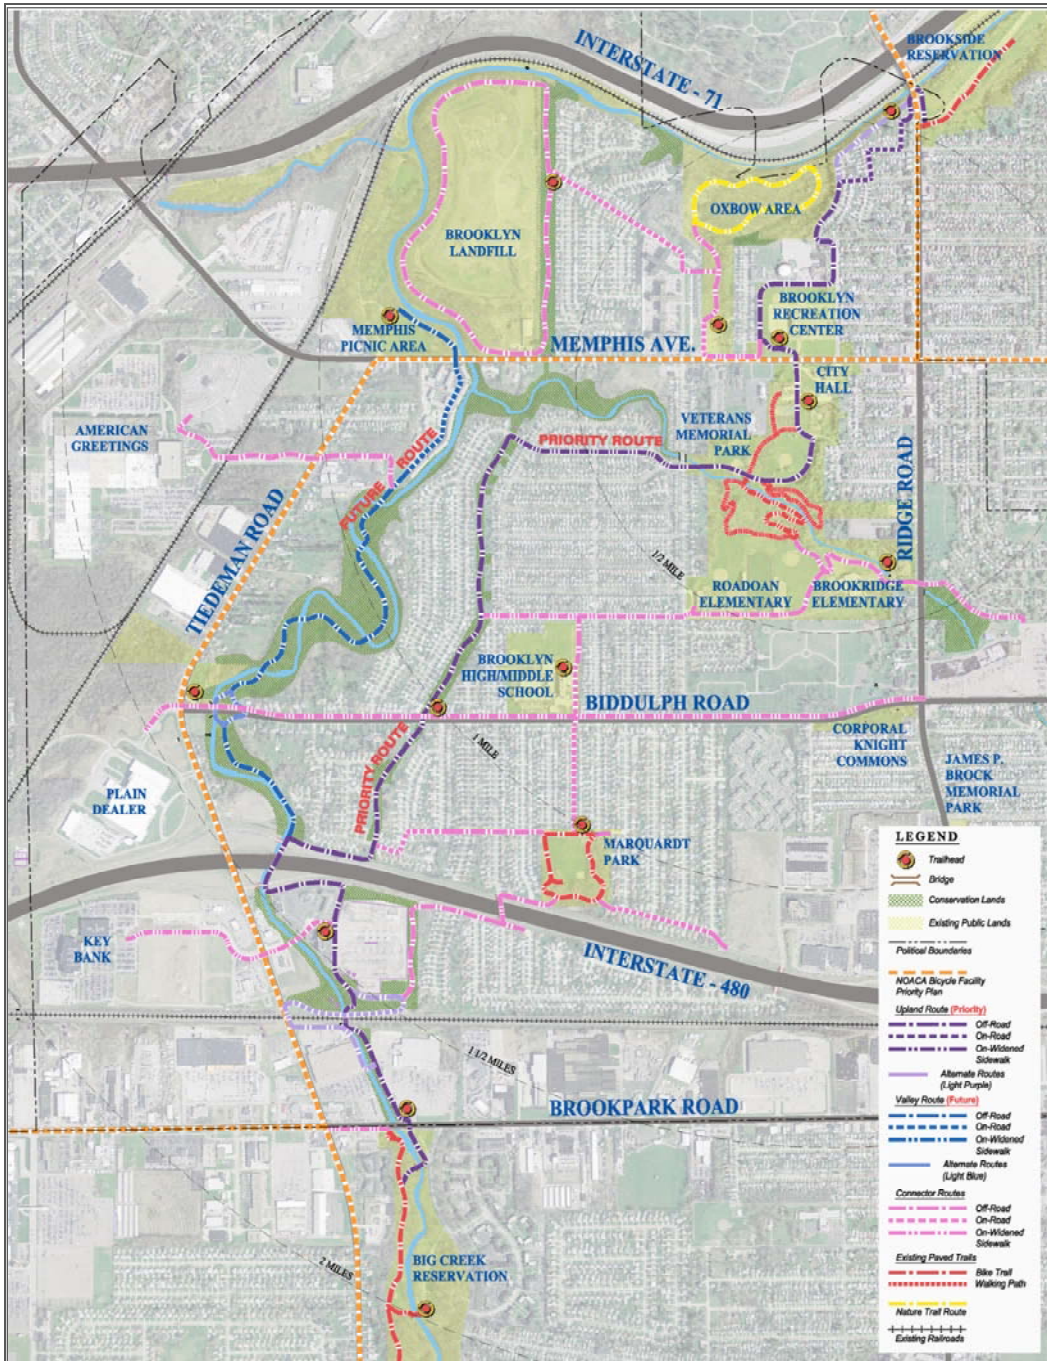 BROOKSIDE
RESERVATION
INTERSTATE - 71
OXBOW AREA
BROOKLYN
LANDFILL
BROOKLYN
RECREATION
CENTER
MEMPHIS
PICNIC AREA
MEMPHIS AVE.
CITY
HALL
AMERICAN
GREETINGS
VETERANS
MEMORIAL
PARK
PRIORITY ROUTE
FUTURE ROUTE
RIDGE ROAD
TIEDEMAN ROAD
1/2 MILE
ROADOAN
ELEMENTARY
BROOKRIDGE
ELEMENTARY
BROOKLYN
HIGH/MIDDLE
SCHOOL
BIDDULPH ROAD
CORPORAL
KNIGHT
COMMONS
1 MILE
PRIORITY ROUTE
PLAIN
DEALER
JAMES P.
BROCK
MEMORIAL
PARK
MARQUARDT
PARK
KEY
BANK
INTERSTATE - 480
1 1/2 MILES
BROOKPARK ROAD
2 MILES
BIG CREEK
RESERVATION
LEGEND
Trailhead
Bridge
Conservation Lands
Existing Public Lands
Political Boundaries
NOACA Bicycle Facility
Priority Plan
Upland Route (Priority)
Off-Road
On-Road
On-Widened
Sidewalk
Alternate Routes
(Light Purple)
Valley Route (Future)
Off-Road
On-Road
On-Widened
Sidewalk
Alternate Routes
(Light Blue)
Connector Routes
Off-Road
On-Road
On-Widened
Sidewalk
Existing Paved Trails
Bike Trail
Walking Path
Nature Trail Route
Existing Railroads